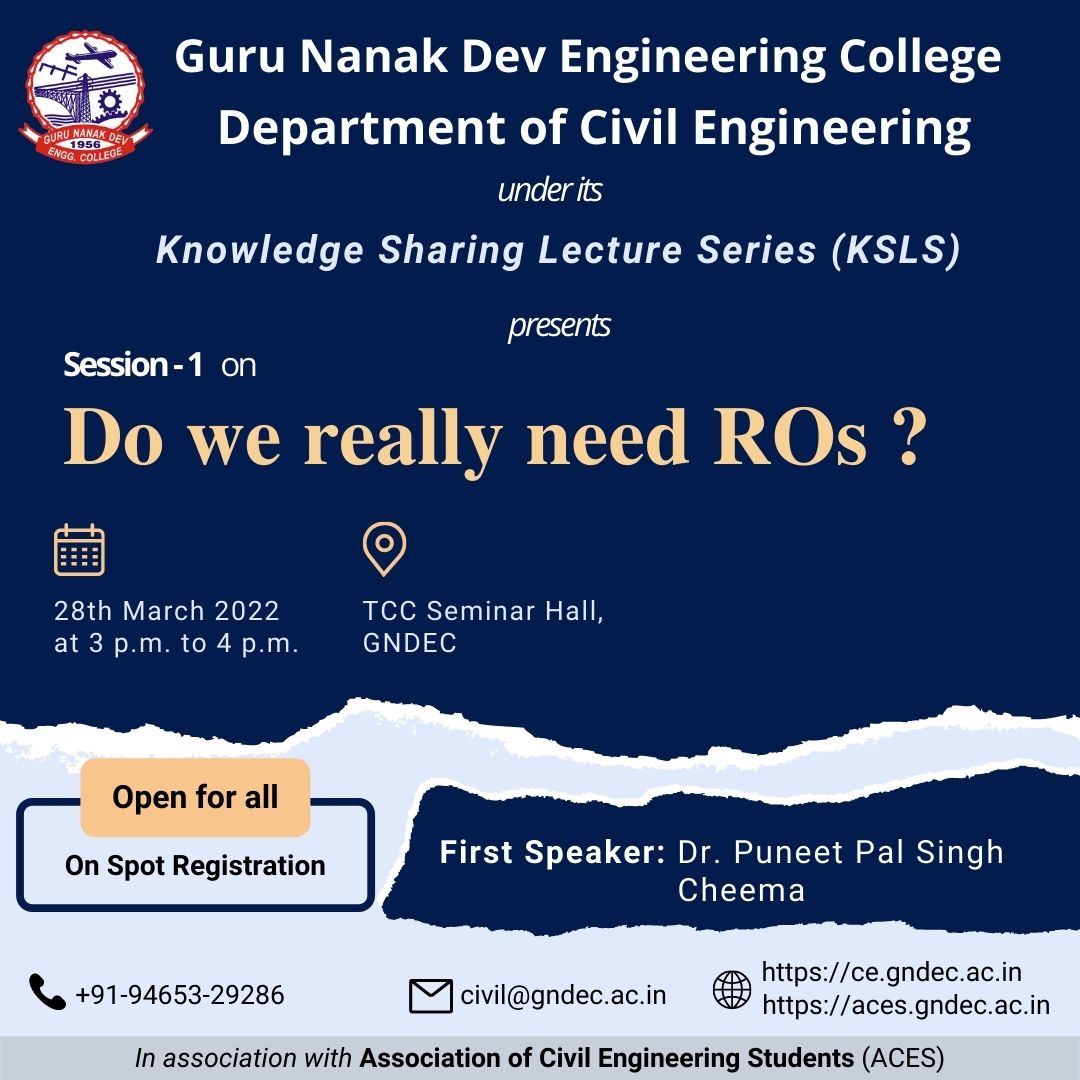 Guru Nanak Dev Engineering College
Department of Civil Engineering
under its
Knowledge Sharing Lecture Series (KSLS)
presents
Session - 1 on
Do we really need ROs ?
28th March 2022
at 3 p.m. to 4 p.m.
TCC Seminar Hall,
GNDEC
Open for all
On Spot Registration
First Speaker: Dr. Puneet Pal Singh
Cheema
+91-94653-29286
civil@gndec.ac.in
https://ce.gndec.ac.in
https://aces.gndec.ac.in
In association with Association of Civil Engineering Students (ACES)
GURU NANAK DEV
1956
ENGG. COLLEGE